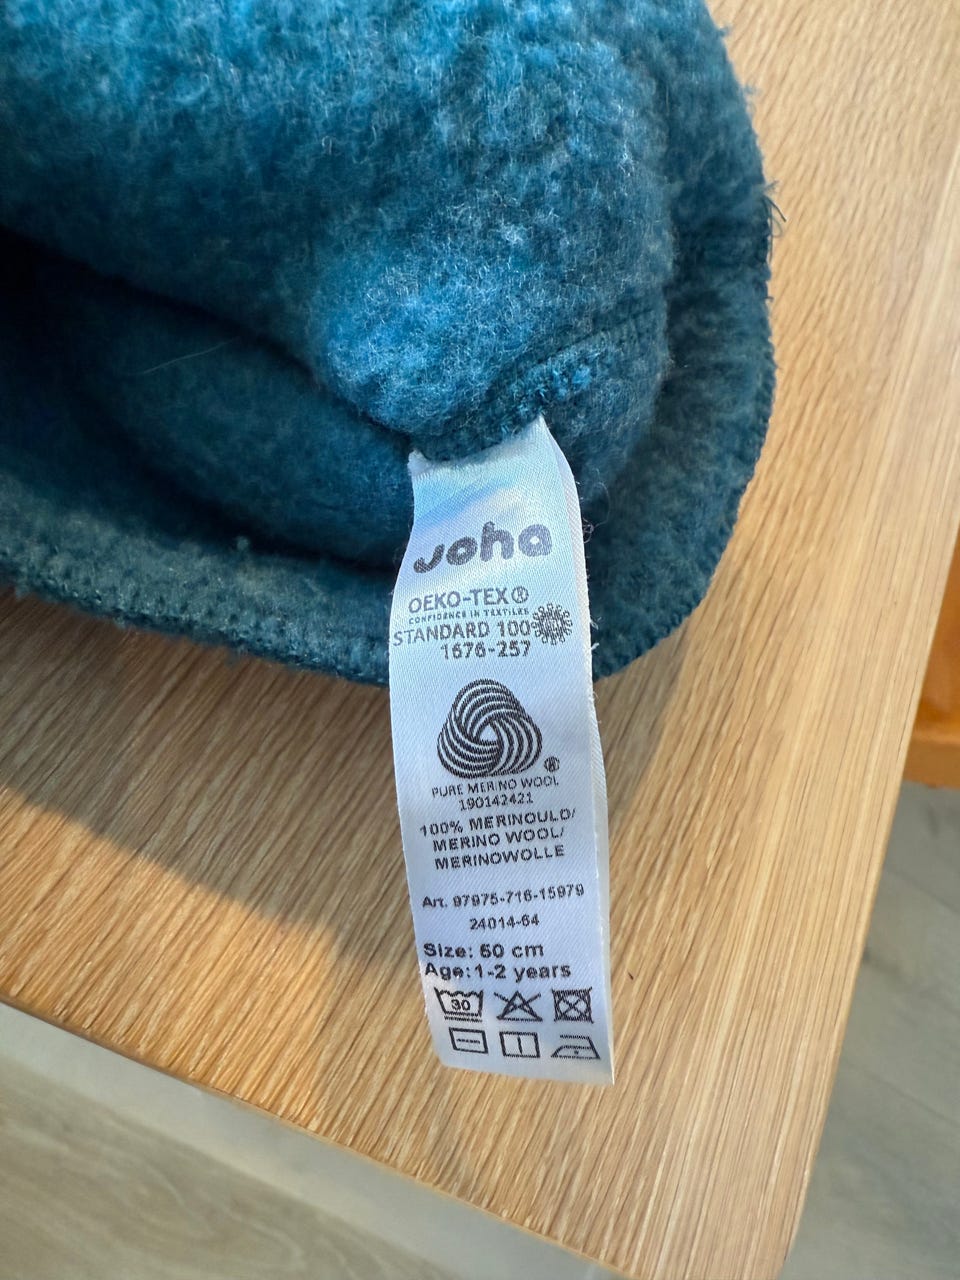 joha
OEKO-TEX®
CONFIDENCE IN TEXTILES
STANDARD 100
1676-257
®
PURE MERINO WOOL
190142421
100% MERINOULD/
MERINO WOOL/
MERINOWOLLE
Art. 97975-716-15979
24014-64
Size: 50 cm
Age: 1-2 years
30